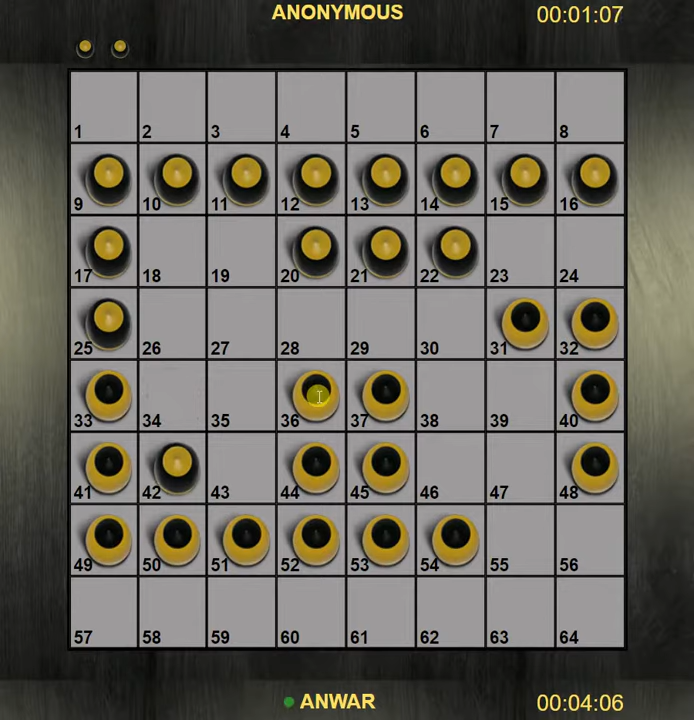 ANONYMOUS 00:01:07
1 2 3 4 5 6 7 8
9 10 11 12 13 14 15 16
17 18 19 20 21 22 23 24
25 26 27 28 29 30 31 32
33 34 35 36 37 38 39 40
41 42 43 44 45 46 47 48
49 50 51 52 53 54 55 56
57 58 59 60 61 62 63 64
ANWAR 00:04:06